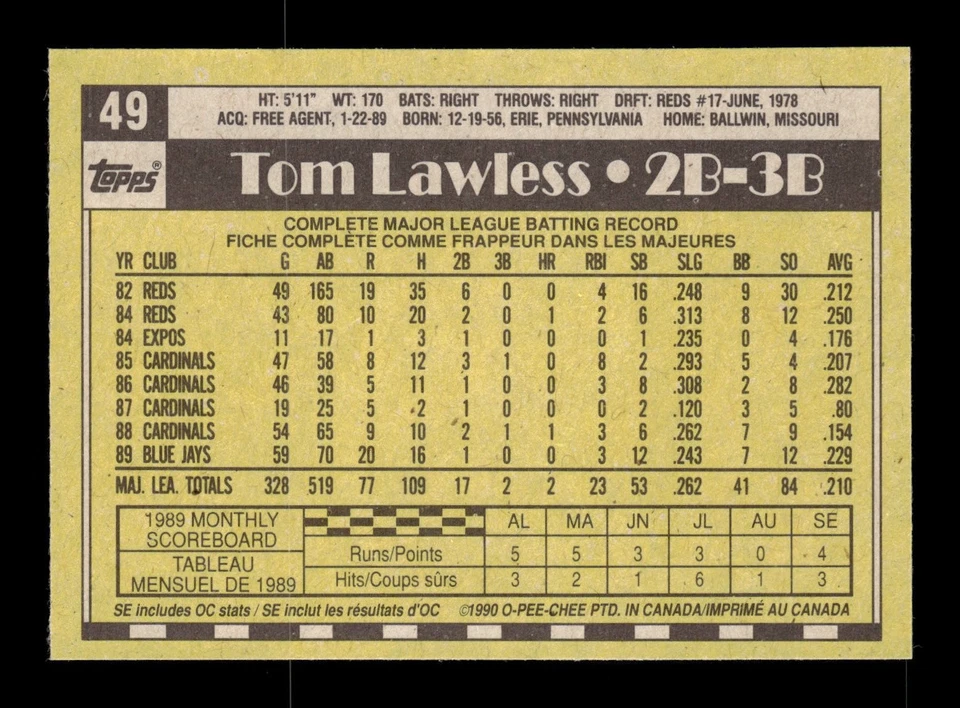 49
HT: 5'11" WT: 170 BATS: RIGHT THROWS: RIGHT DRFT: REDS #17-JUNE, 1978
ACQ: FREE AGENT, 1-22-89 BORN: 12-19-56, ERIE, PENNSYLVANIA HOME: BALLWIN, MISSOURI
TOPPS® Tom Lawless • 2B-3B
COMPLETE MAJOR LEAGUE BATTING RECORD
FICHE COMPLÈTE COMME FRAPPEUR DANS LES MAJEURES
YR CLUB G AB R H 2B 3B HR RBI SB SLG BB SO AVG
82 REDS 49 165 19 35 6 0 0 4 16 .248 9 30 .212
84 REDS 43 80 10 20 2 0 1 2 6 .313 8 12 .250
84 EXPOS 11 17 1 3 1 0 0 0 1 .235 0 4 .176
85 CARDINALS 47 58 8 12 3 1 0 8 2 .293 5 4 .207
86 CARDINALS 46 39 5 11 1 0 0 3 8 .308 2 8 .282
87 CARDINALS 19 25 5 2 1 0 0 0 2 .120 3 5 .80
88 CARDINALS 54 65 9 10 2 1 1 3 6 .262 7 9 .154
89 BLUE JAYS 59 70 20 16 1 0 0 3 12 .243 7 12 .229
MAJ. LEA. TOTALS 328 519 77 109 17 2 2 23 53 .262 41 84 .210
1989 MONTHLY
SCOREBOARD
TABLEAU
MENSUEL DE 1989
AL MA JN JL AU SE
Runs/Points 5 5 3 3 0 4
Hits/Coups sûrs 3 2 1 6 1 3
SE includes OC stats / SE inclut les résultats d'OC ©1990 O-PEE-CHEE PTD. IN CANADA/IMPRIMÉ AU CANADA